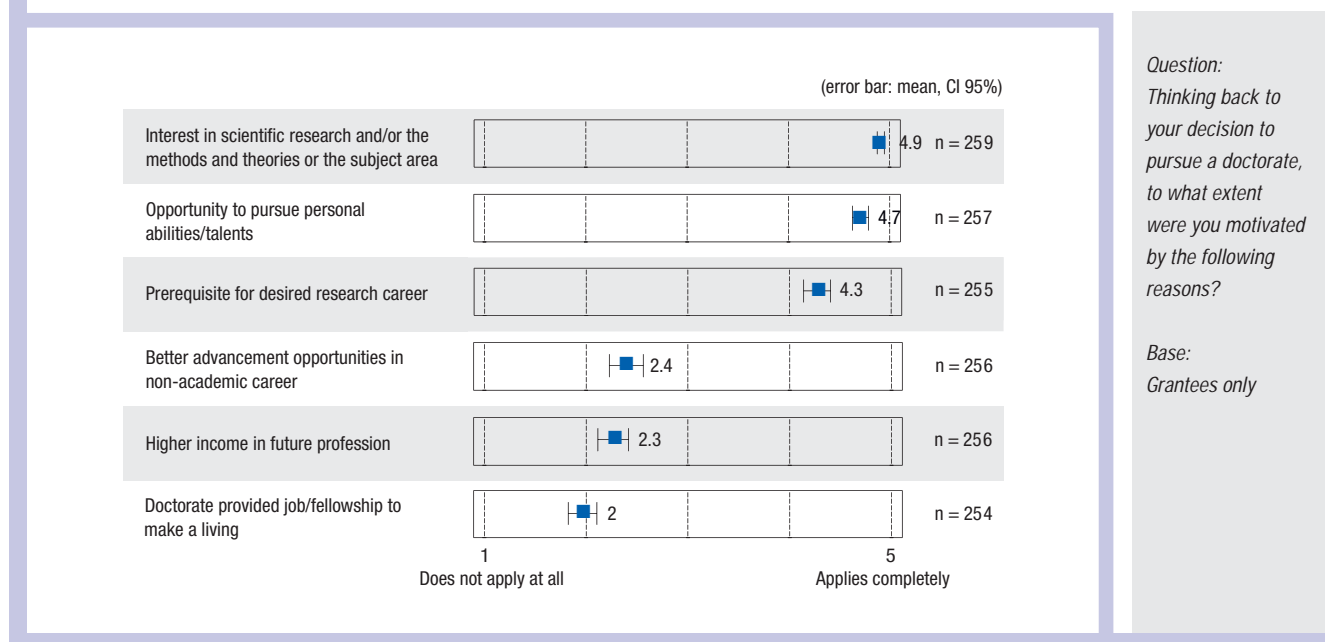 (error bar: mean, CI 95%)
Interest in scientific research and/or the
methods and theories or the subject area
4.9 n = 259
Opportunity to pursue personal
abilities/talents
4.7 n = 257
Prerequisite for desired research career
4.3 n = 255
Better advancement opportunities in
non-academic career
2.4 n = 256
Higher income in future profession
2.3 n = 256
Doctorate provided job/fellowship to
make a living
2 n = 254
1 5
Does not apply at all Applies completely
Question:
Thinking back to
your decision to
pursue a doctorate,
to what extent
were you motivated
by the following
reasons?
Base:
Grantees only